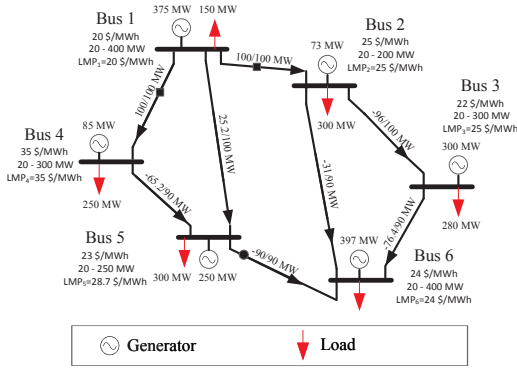 375 MW 150 MW
Bus 1
20 $/MWh
20 - 400 MW
LMP₁=20 $/MWh
100/100 MW
100/100 MW
25.2/100 MW
Bus 2
25 $/MWh
20 - 200 MW
LMP₂=25 $/MWh
73 MW
300 MW
-96/100 MW
-31/90 MW
Bus 3
22 $/MWh
20 - 300 MW
LMP₃=25 $/MWh
300 MW
280 MW
-76.4/90 MW
Bus 4
35 $/MWh
20 - 300 MW
LMP₄=35 $/MWh
85 MW
250 MW
-65.2/90 MW
Bus 5
23 $/MWh
20 - 250 MW
LMP₅=28.7 $/MWh
300 MW 250 MW
-90/90 MW
397 MW
Bus 6
24 $/MWh
20 - 400 MW
LMP₆=24 $/MWh
Generator Load